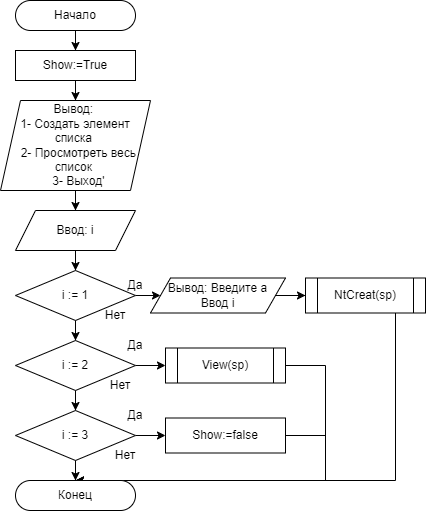 Начало
Show:=True
Вывод:
1- Создать элемент
списка
2- Просмотреть весь
список
3- Выход'
Ввод: i
i := 1
Да
Нет
Вывод: Введите а
Ввод i
NtCreat(sp)
i := 2
Да
Нет
View(sp)
i := 3
Да
Нет
Show:=false
Конец